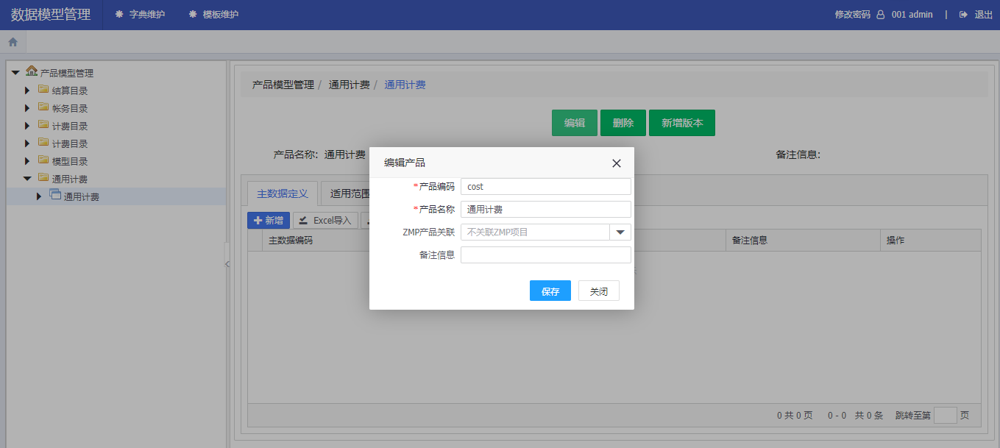 数据模型管理 字典维护 模板维护 修改密码 001 admin | 退出
产品模型管理
结算目录
帐务目录
计费目录
计费目录
模型目录
通用计费
通用计费
产品模型管理 / 通用计费 / 通用计费
编辑 删除 新增版本
产品名称: 通用计费 备注信息:
主数据定义 适用范围
新增 Excel导入
主数据编码 备注信息 操作
编辑产品
*产品编码 cost
*产品名称 通用计费
ZMP产品关联 不关联ZMP项目
备注信息
保存 关闭
0 共 0 页 0 - 0 共 0 条 跳转至第 页